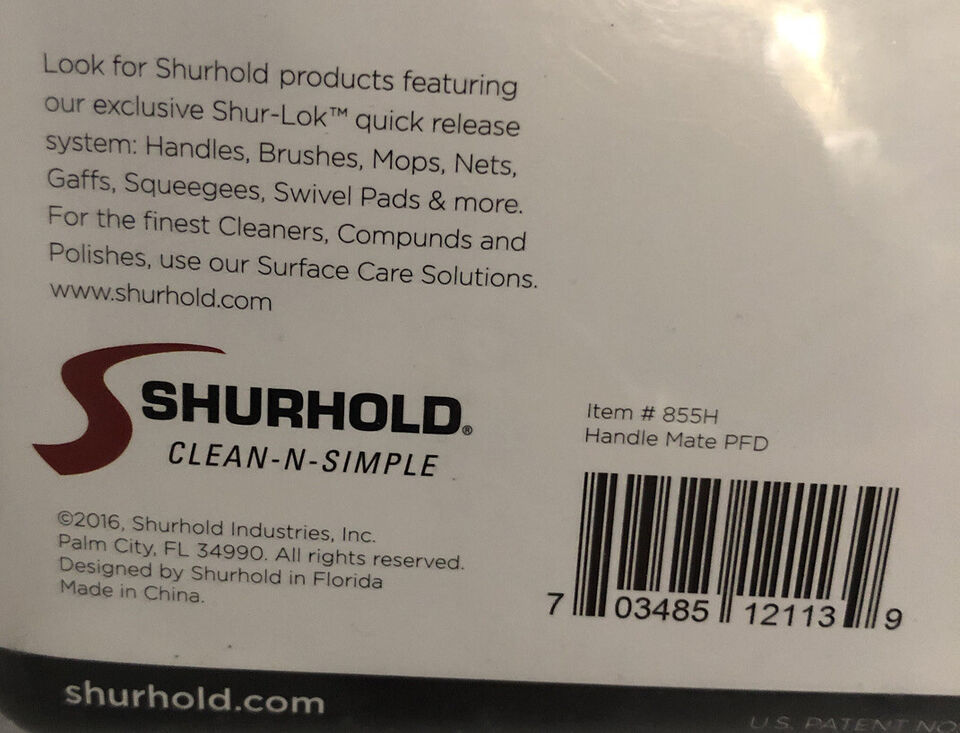 Look for Shurhold products featuring
our exclusive Shur-Lok™ quick release
system: Handles, Brushes, Mops, Nets,
Gaffs, Squeegees, Swivel Pads & more.
For the finest Cleaners, Compunds and
Polishes, use our Surface Care Solutions.
www.shurhold.com
SHURHOLD®
CLEAN-N-SIMPLE
©2016, Shurhold Industries, Inc.
Palm City, FL 34990. All rights reserved.
Designed by Shurhold in Florida
Made in China.
Item # 855H
Handle Mate PFD
7 03485 12113 9
shurhold.com
U.S. PATENT NO